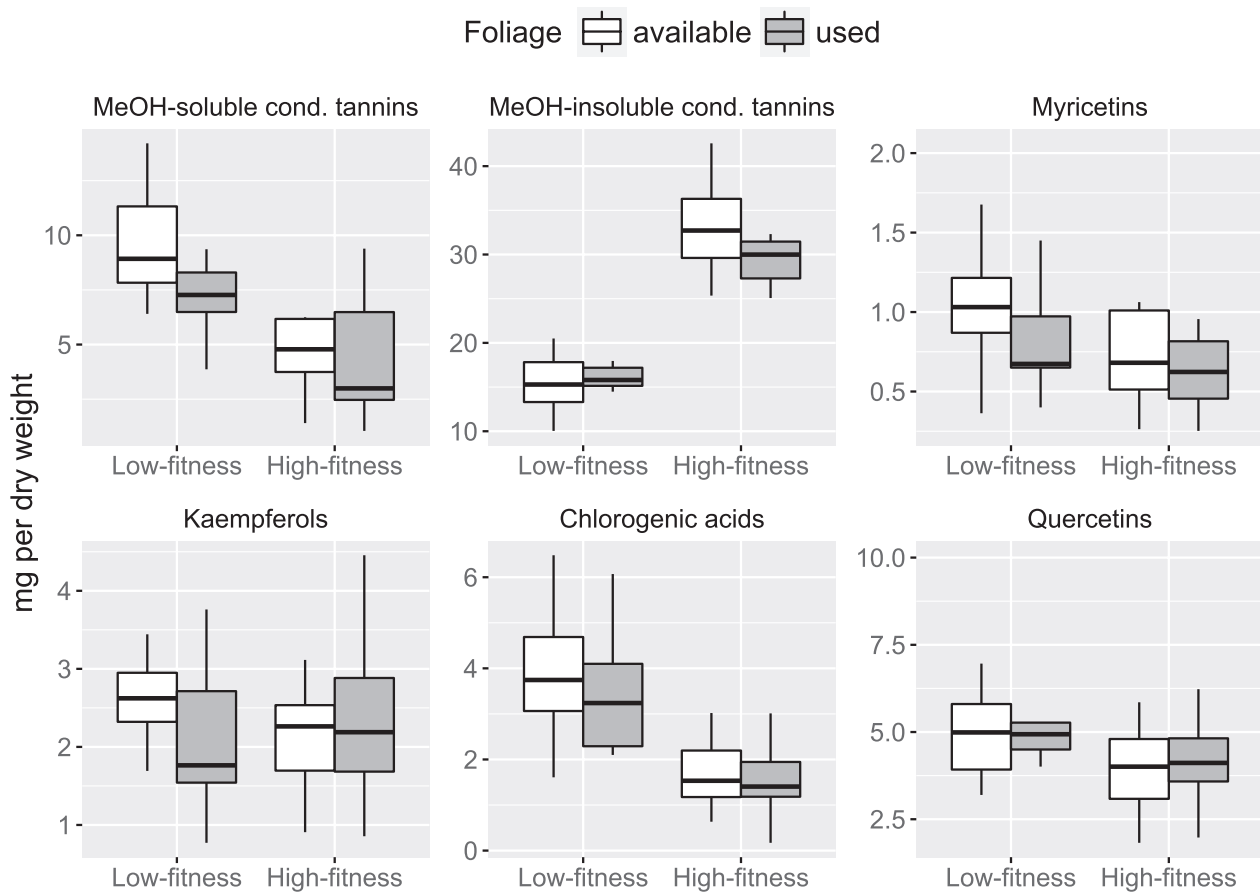 Foliage available used
MeOH-soluble cond. tannins
10
5
Low-fitness High-fitness
MeOH-insoluble cond. tannins
40
30
20
10
Low-fitness High-fitness
Myricetins
2.0
1.5
1.0
0.5
Low-fitness High-fitness
mg per dry weight
Kaempferols
4
3
2
1
Low-fitness High-fitness
Chlorogenic acids
6
4
2
0
Low-fitness High-fitness
Quercetins
10.0
7.5
5.0
2.5
Low-fitness High-fitness